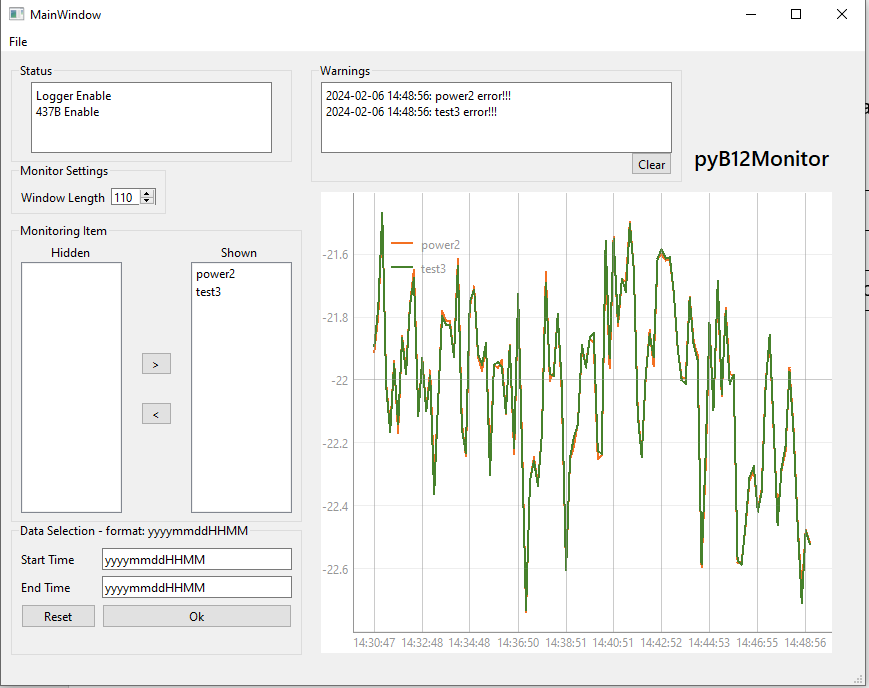 MainWindow
File
Status
Logger Enable
437B Enable
Warnings
2024-02-06 14:48:56: power2 error!!!
2024-02-06 14:48:56: test3 error!!!
Clear
pyB12Monitor
Monitor Settings
Window Length 110
Monitoring Item
Hidden
Shown
power2
test3
>
<
Data Selection - format: yyyymmddHHMM
Start Time yyyymmddHHMM
End Time yyyymmddHHMM
Reset Ok
power2
test3
-21.6
-21.8
-22
-22.2
-22.4
-22.6
14:30:47 14:32:48 14:34:48 14:36:50 14:38:51 14:40:51 14:42:52 14:44:53 14:46:55 14:48:56